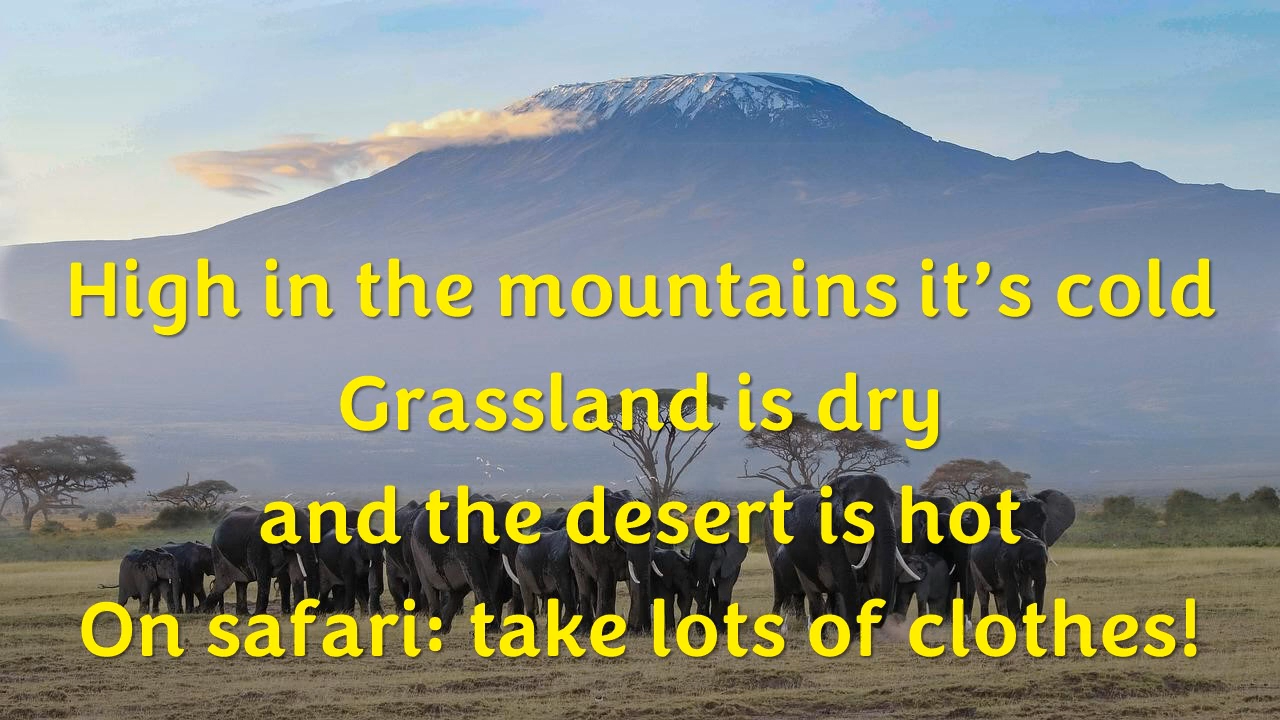 High in the mountains it’s cold
Grassland is dry
and the desert is hot
On safari: take lots of clothes!